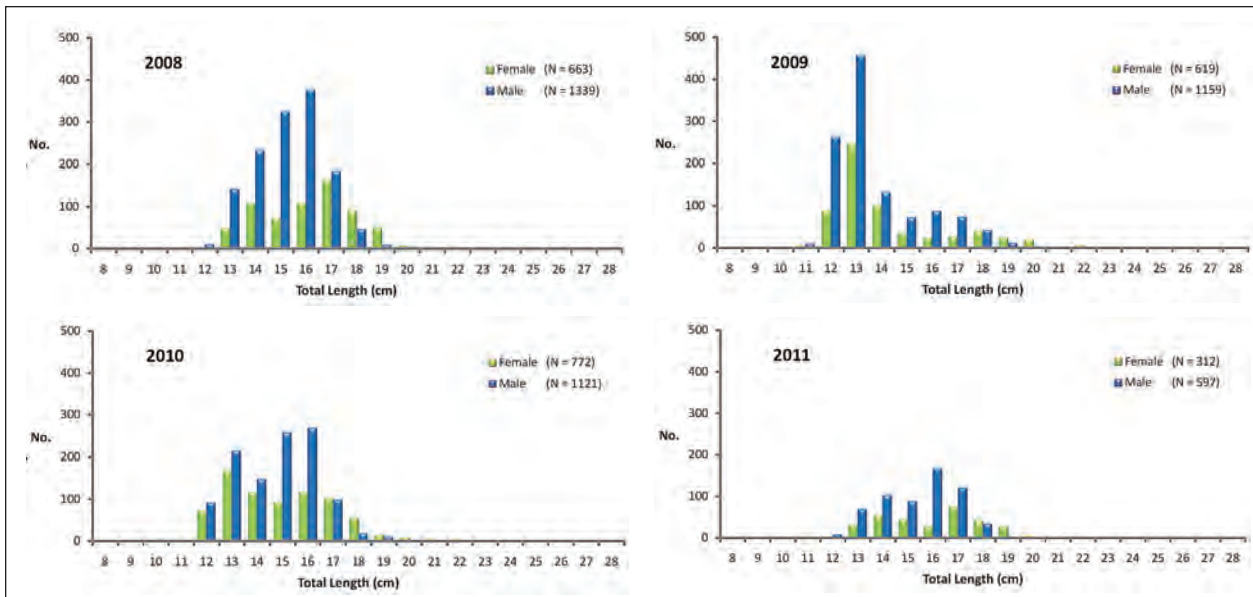 2008
500
400
300
200
100
0
No.
Female (N = 663)
Male (N = 1339)
8 9 10 11 12 13 14 15 16 17 18 19 20 21 22 23 24 25 26 27 28
Total Length (cm)
2009
500
400
300
200
100
0
No.
Female (N = 619)
Male (N = 1159)
8 9 10 11 12 13 14 15 16 17 18 19 20 21 22 23 24 25 26 27 28
Total Length (cm)
2010
500
400
300
200
100
0
No.
Female (N = 772)
Male (N = 1121)
8 9 10 11 12 13 14 15 16 17 18 19 20 21 22 23 24 25 26 27 28
Total Length (cm)
2011
500
400
300
200
100
0
No.
Female (N = 312)
Male (N = 597)
8 9 10 11 12 13 14 15 16 17 18 19 20 21 22 23 24 25 26 27 28
Total Length (cm)